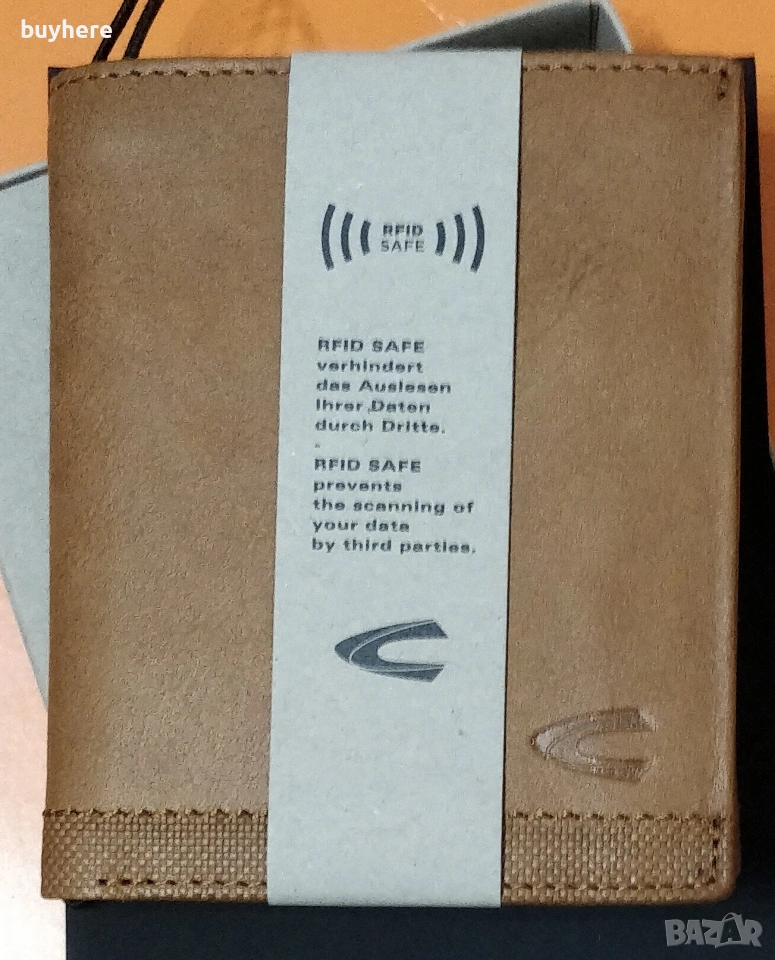 buyhere
RFID
SAFE
RFID SAFE
verhindert
das Auslesen
Ihrer Daten
durch Dritte.
-
RFID SAFE
prevents
the scanning of
your data
by third parties.
BAZAR